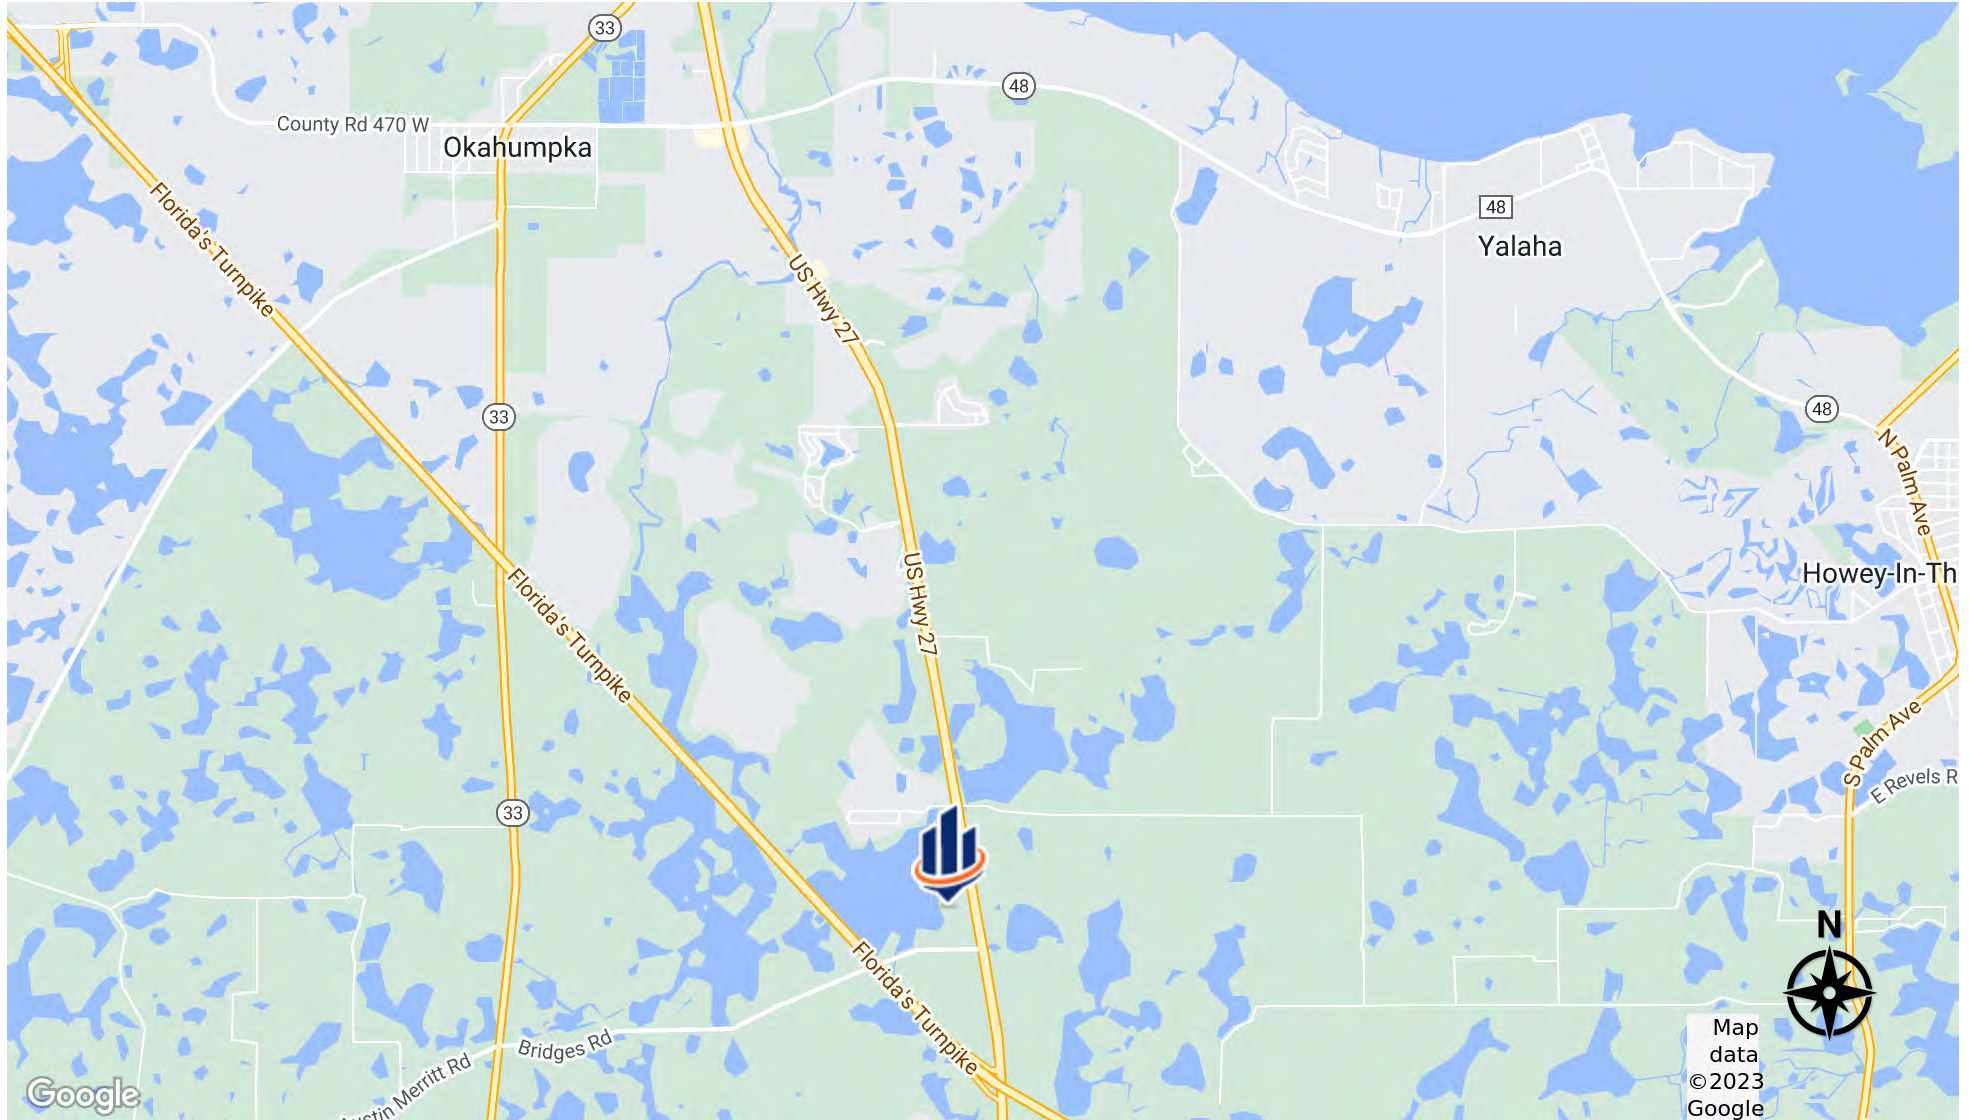 33
48
County Rd 470 W
Okahumpka
Florida's Turnpike
48
Yalaha
US Hwy 27
33
48
N Palm Ave
US Hwy 27
Florida's Turnpike
Howey-In-Th
S Palm Ave
E Revels R
33
N
Florida's Turnpike
Bridges Rd
ustin Merritt Rd
Map
data
©2023
Google
Google